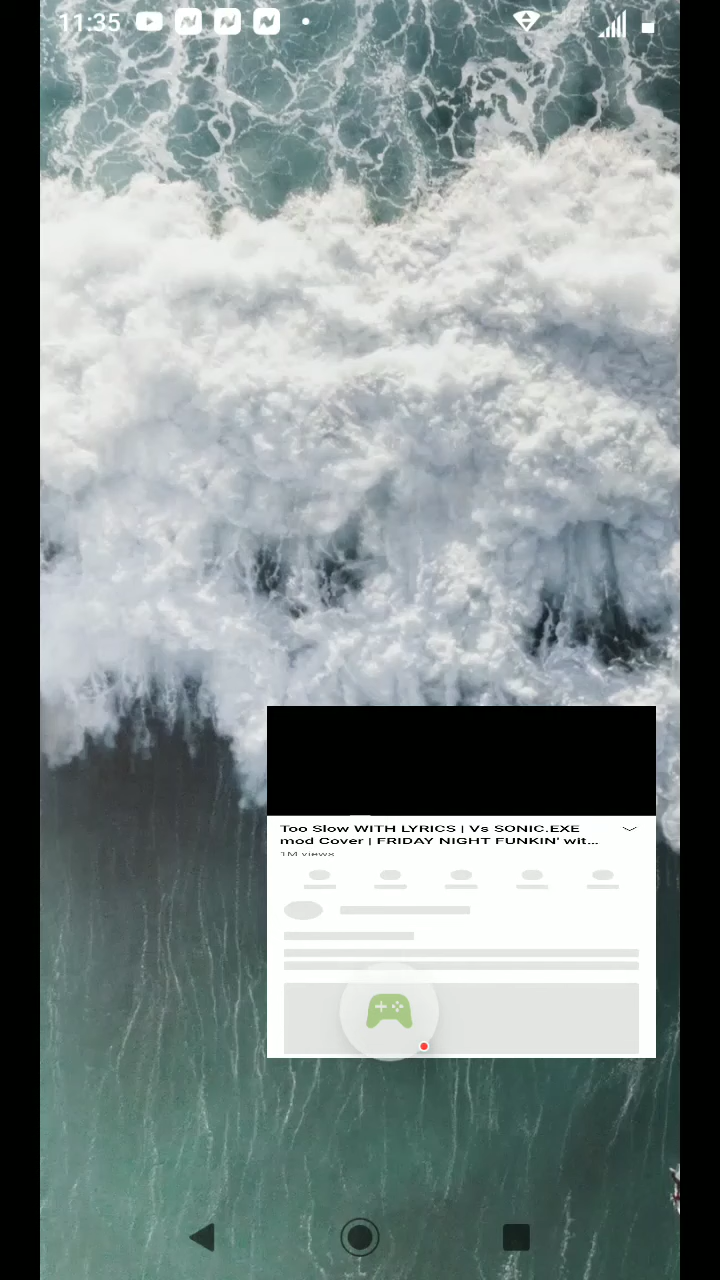 11:35
Too Slow WITH LYRICS | Vs SONIC.EXE
mod Cover | FRIDAY NIGHT FUNKIN' wit...
1M views